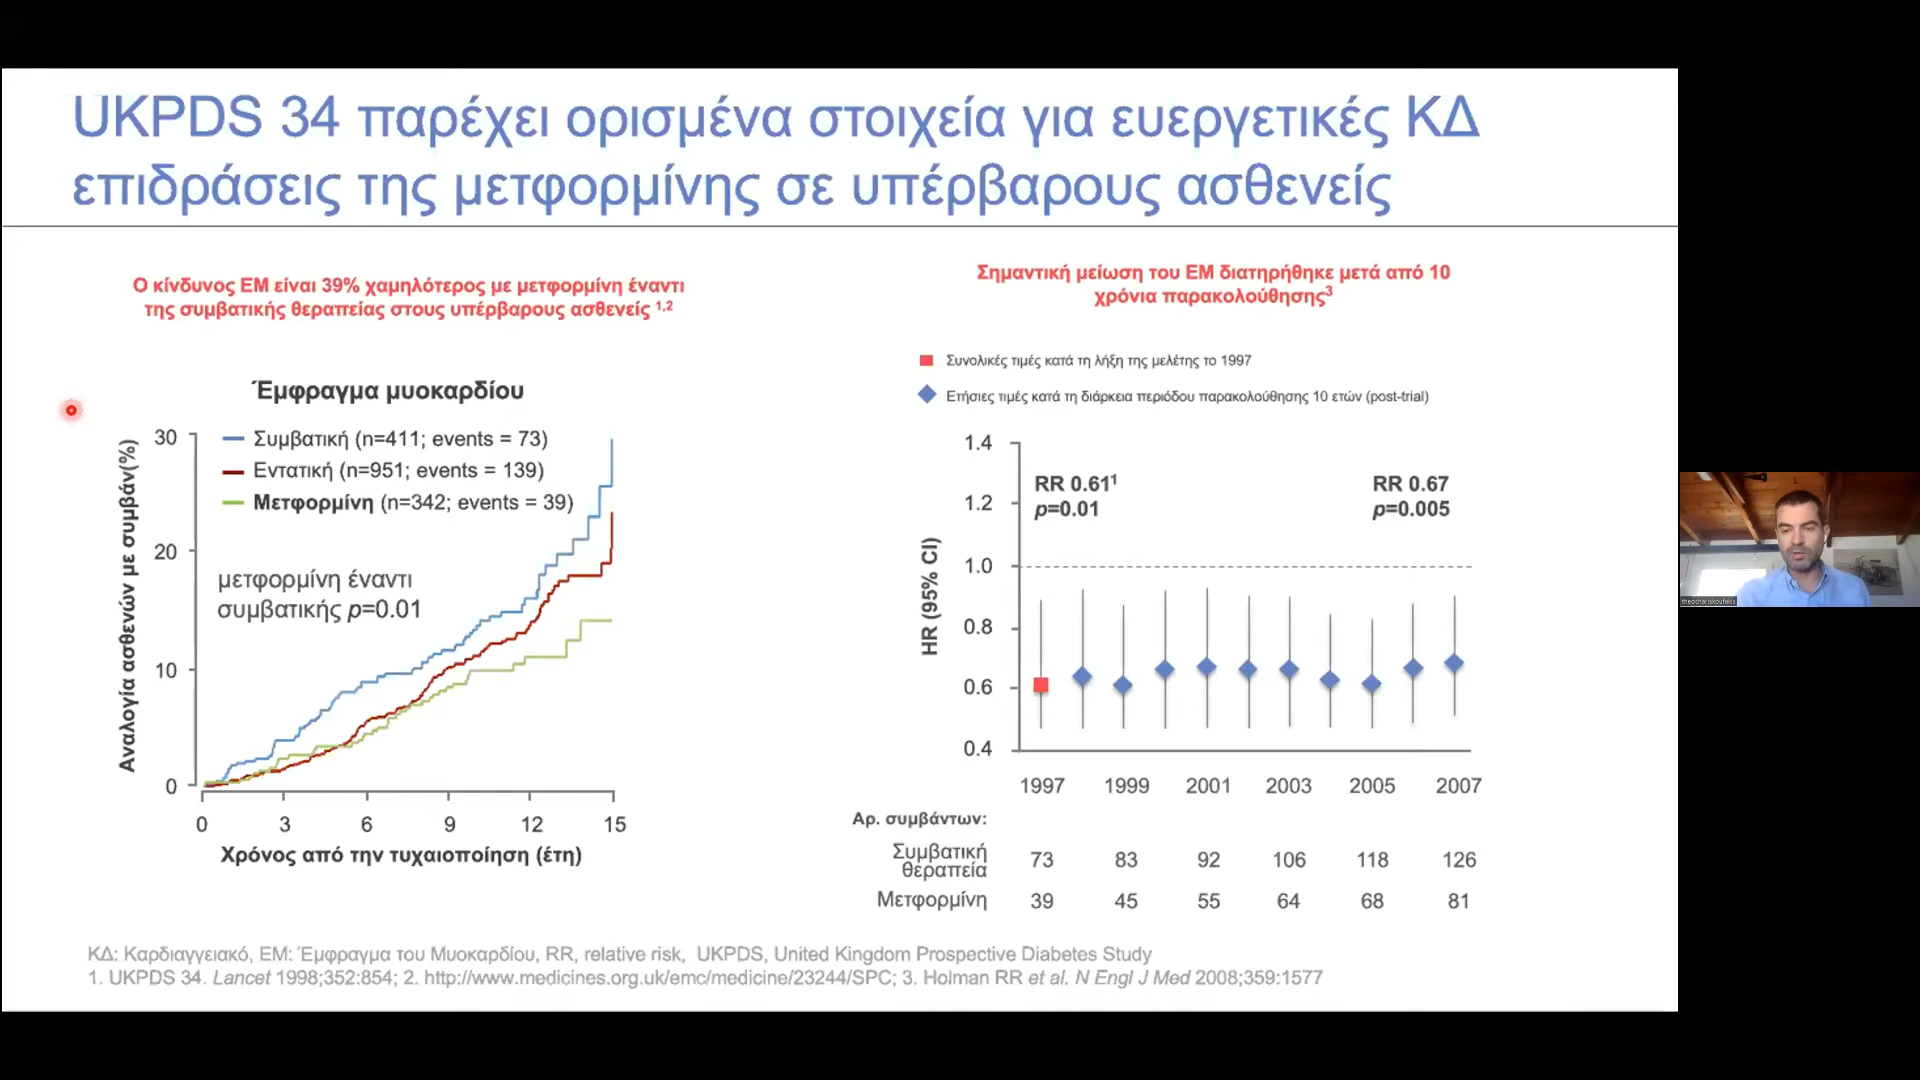 UKPDS 34 παρέχει ορισμένα στοιχεία για ευεργετικές ΚΔ
επιδράσεις της μετφορμίνης σε υπέρβαρους ασθενείς
Ο κίνδυνος ΕΜ είναι 39% χαμηλότερος με μετφορμίνη έναντι
της συμβατικής θεραπείας στους υπέρβαρους ασθενείς 1,2
Έμφραγμα μυοκαρδίου
Συμβατική (n=411; events = 73)
Εντατική (n=951; events = 139)
Μετφορμίνη (n=342; events = 39)
μετφορμίνη έναντι
συμβατικής p=0.01
Αναλογία ασθενών με συμβάν(%)
30
20
10
0
0 3 6 9 12 15
Χρόνος από την τυχαιοποίηση (έτη)
Σημαντική μείωση του ΕΜ διατηρήθηκε μετά από 10
χρόνια παρακολούθησης3
Συνολικές τιμές κατά τη λήξη της μελέτης το 1997
Ετήσιες τιμές κατά τη διάρκεια περιόδου παρακολούθησης 10 ετών (post-trial)
HR (95% CI)
1.4
1.2
1.0
0.8
0.6
0.4
RR 0.611
p=0.01
RR 0.67
p=0.005
1997 1999 2001 2003 2005 2007
Αρ. συμβάντων:
Συμβατική
θεραπεία
73 83 92 106 118 126
Μετφορμίνη 39 45 55 64 68 81
ΚΔ: Καρδιαγγειακό, ΕΜ: Έμφραγμα του Μυοκαρδίου, RR, relative risk, UKPDS, United Kingdom Prospective Diabetes Study
1. UKPDS 34. Lancet 1998;352:854; 2. http://www.medicines.org.uk/emc/medicine/23244/SPC; 3. Holman RR et al. N Engl J Med 2008;359:1577
theochariskoufakis